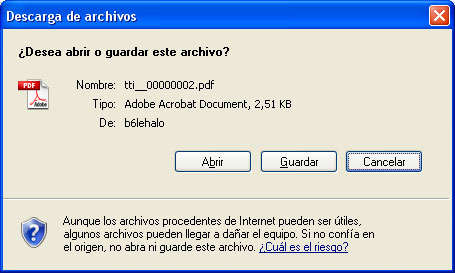 Descarga de archivos
¿Desea abrir o guardar este archivo?
PDF
Adobe
Nombre: tti__00000002.pdf
Tipo: Adobe Acrobat Document, 2,51 KB
De: b6lehalo
Abrir Guardar Cancelar
Aunque los archivos procedentes de Internet pueden ser útiles,
algunos archivos pueden llegar a dañar el equipo. Si no confía en
el origen, no abra ni guarde este archivo. ¿Cuál es el riesgo?